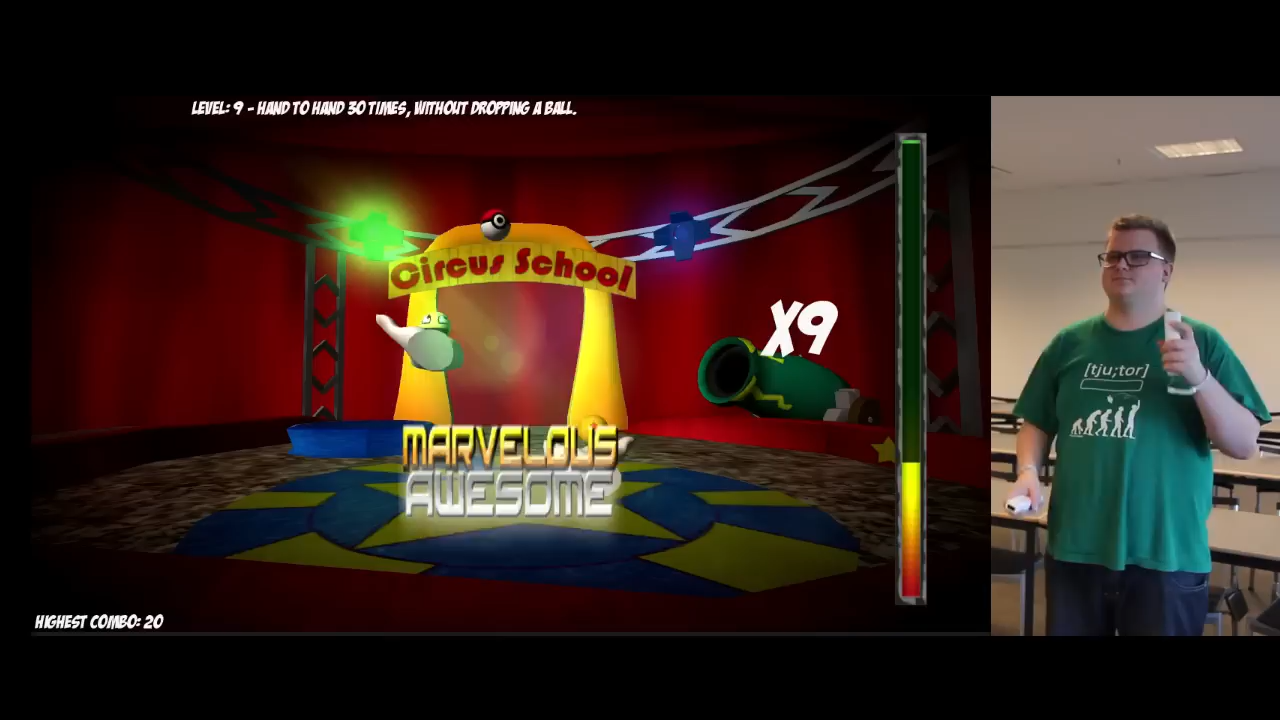 LEVEL: 9 - HAND TO HAND 30 TIMES, WITHOUT DROPPING A BALL.
Circus School
X9
MARVELOUS
AWESOME
HIGHEST COMBO: 20
[tju;tor]